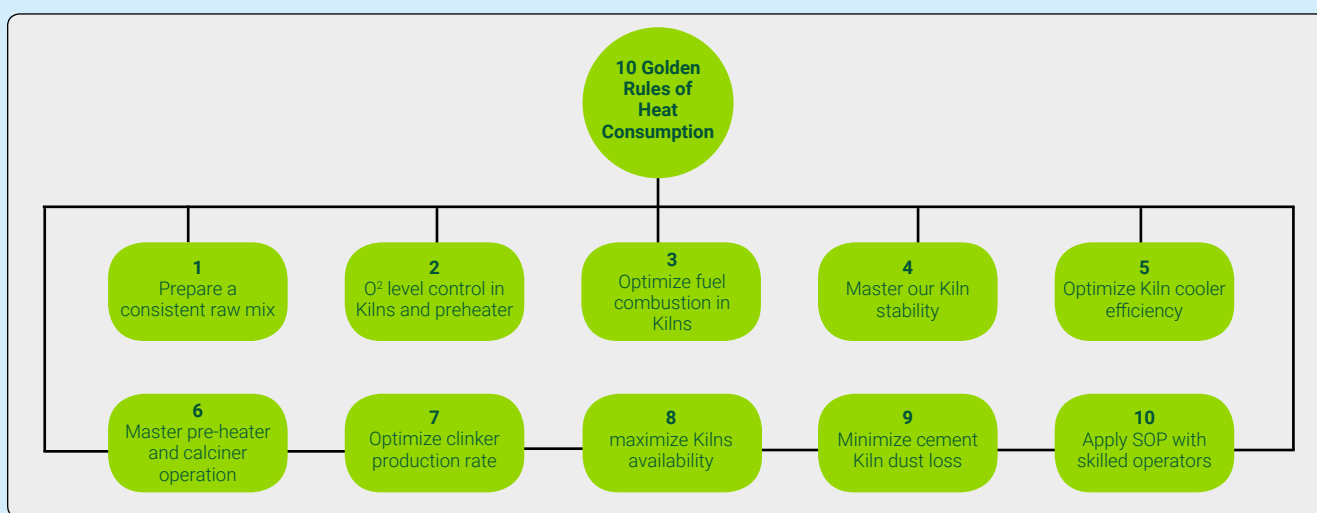 10 Golden
Rules of
Heat
Consumption
1
Prepare a
consistent raw mix
2
O² level control in
Kilns and preheater
3
Optimize fuel
combustion in
Kilns
4
Master our Kiln
stability
5
Optimize Kiln cooler
efficiency
6
Master pre-heater
and calciner
operation
7
Optimize clinker
production rate
8
maximize Kilns
availability
9
Minimize cement
Kiln dust loss
10
Apply SOP with
skilled operators